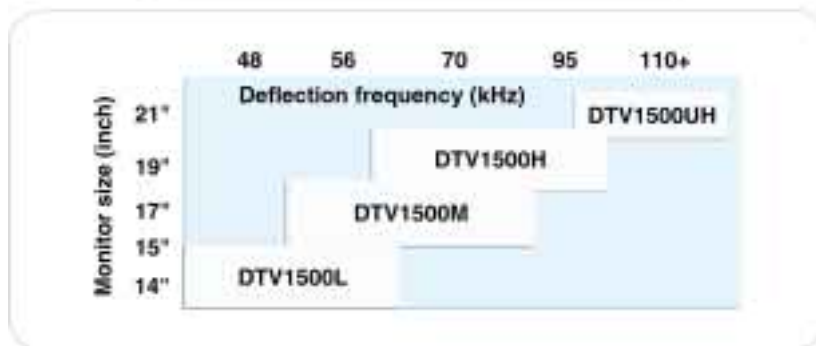 48 56 70 95 110+
Deflection frequency (kHz)
Monitor size (inch)
21"
DTV1500UH
19"
DTV1500H
17"
DTV1500M
15"
14"
DTV1500L